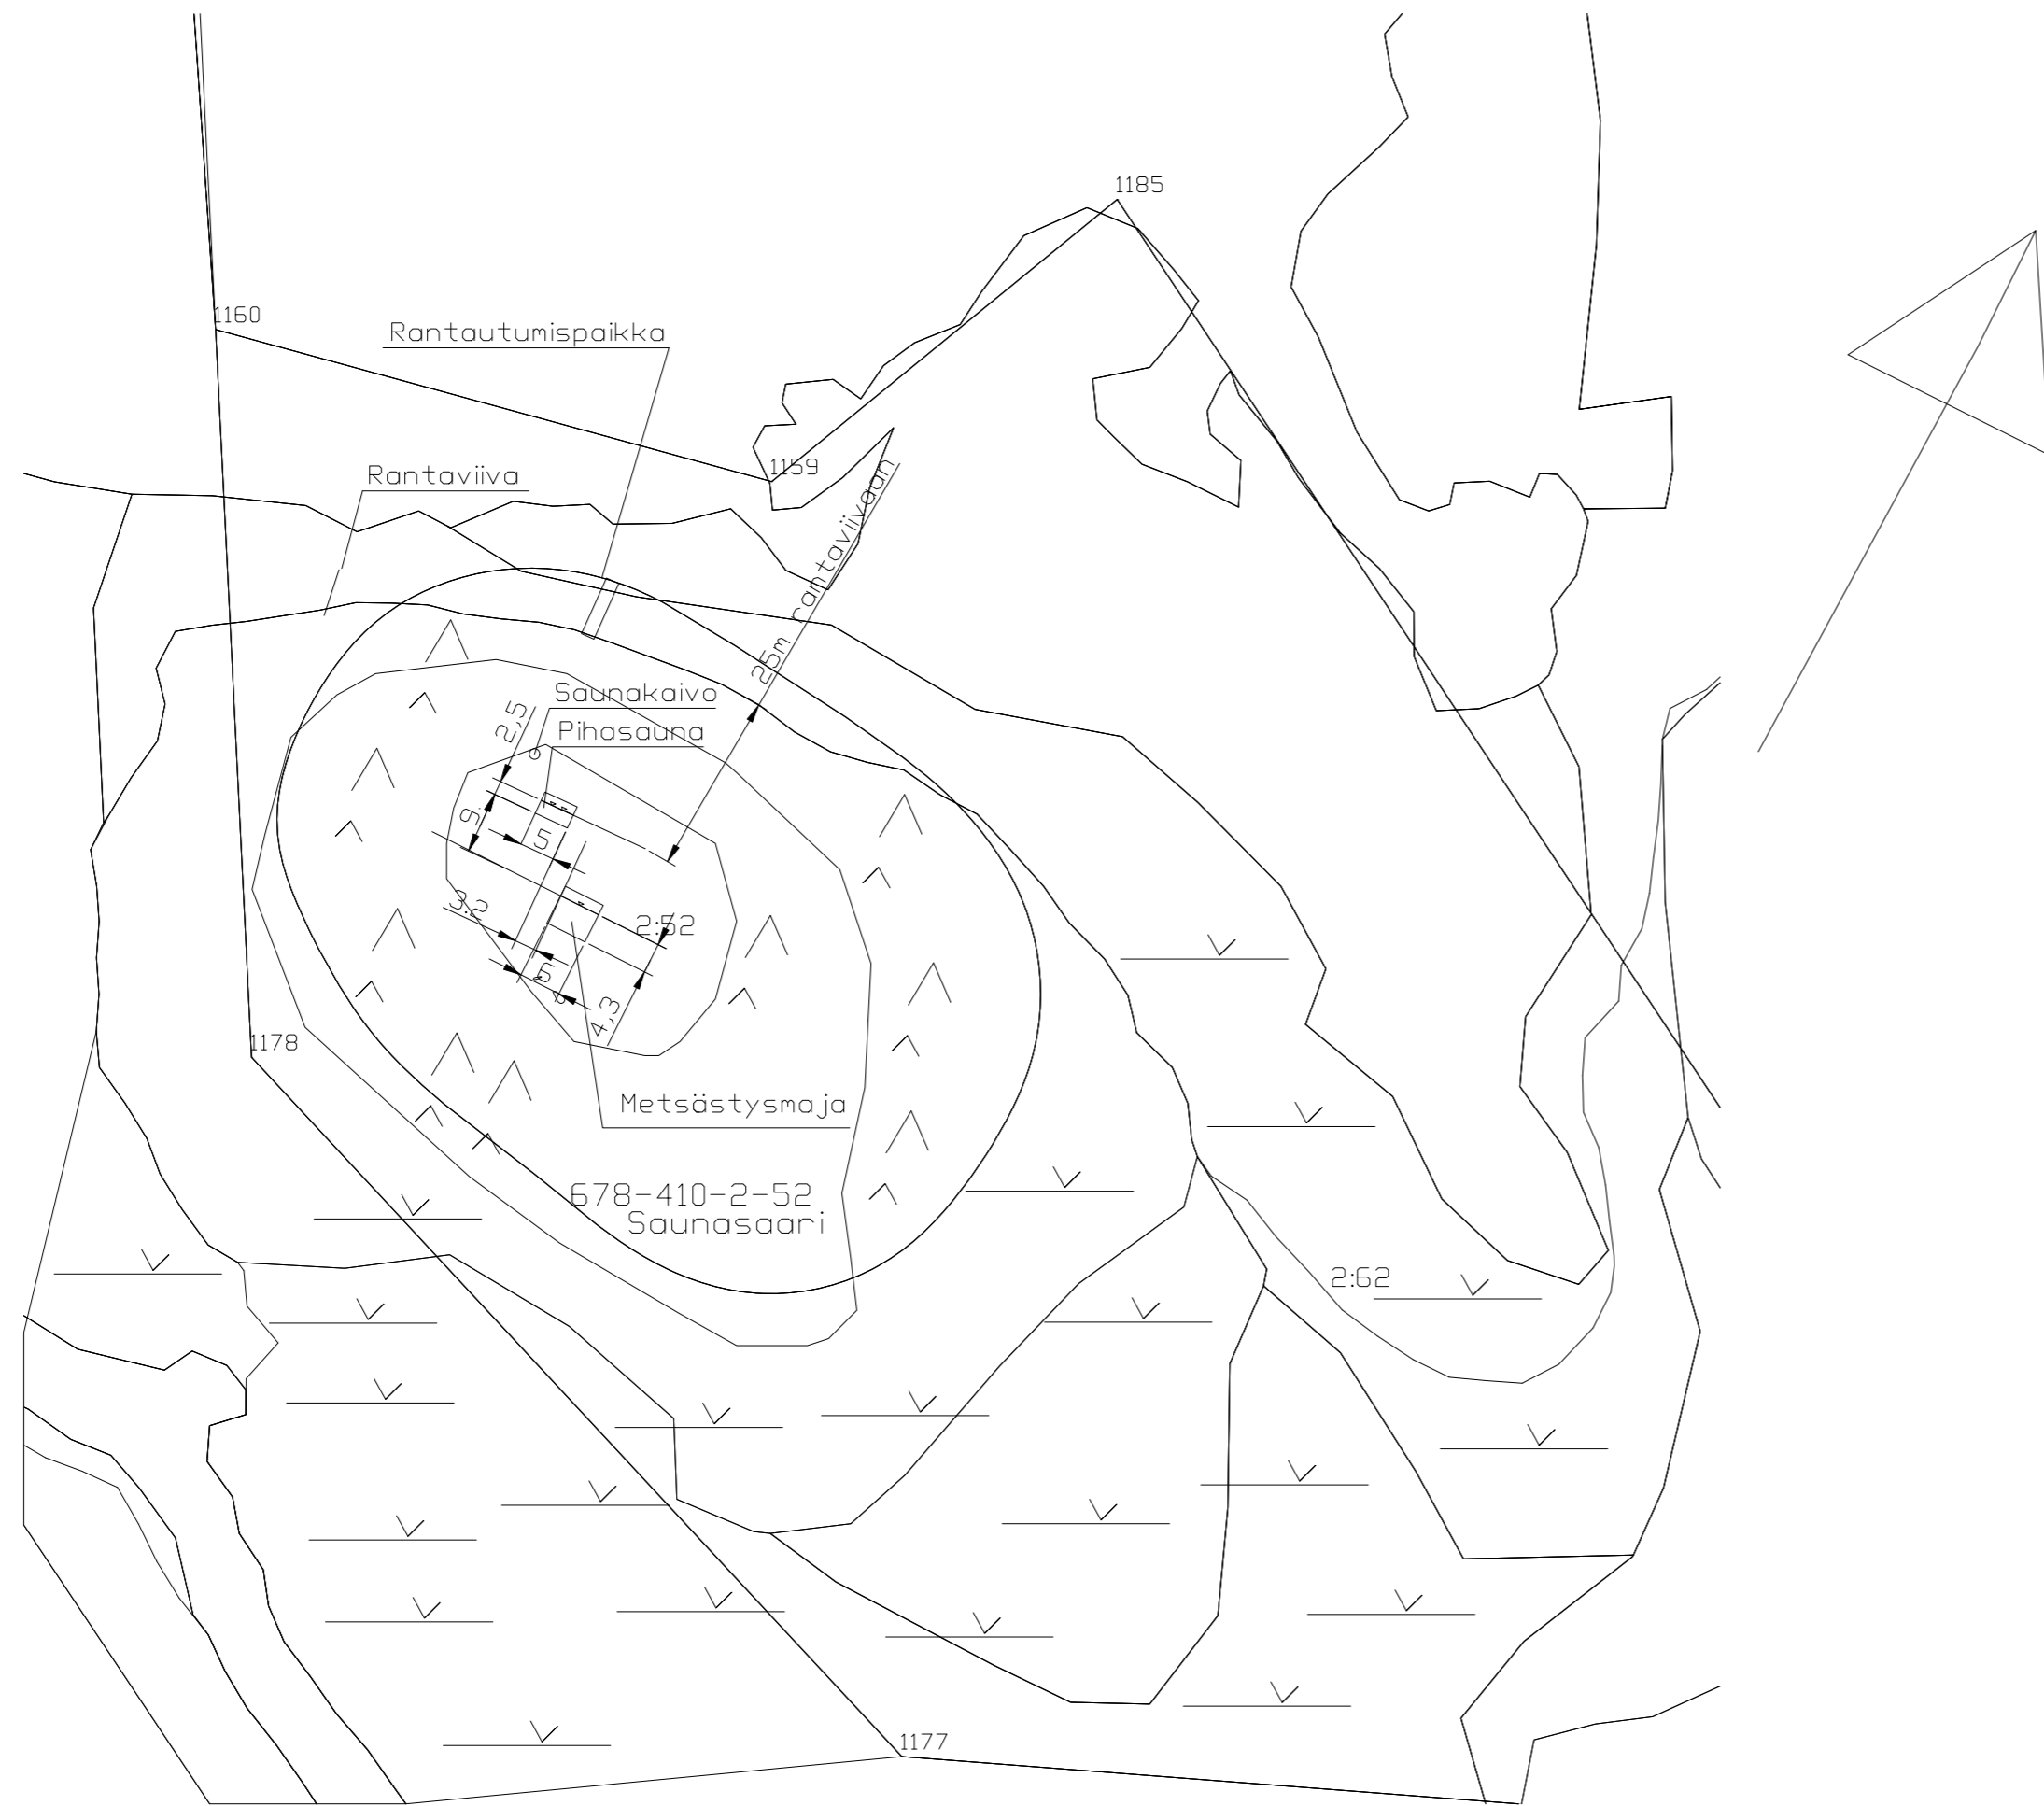 1185
1160
Rantautumispaikka
1159
Rantaviiva
25m rantaviivaan
Saunakaivo
2,5
Pihasauna
9
5
3.2
2:52
6
4,3
1178
Metsästysmaja
678-410-2-52
Saunasaari
2:62
1177